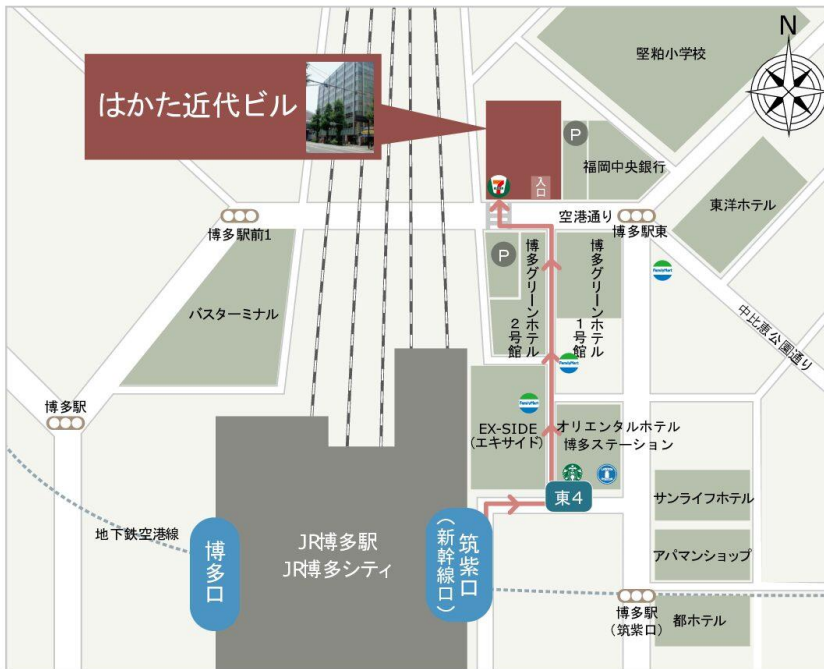 N
堅粕小学校
はかた近代ビル
P
福岡中央銀行
7
入口
空港通り
博多駅東
東洋ホテル
博多駅前1
P
博多グリーンホテル
2号館
博多グリーンホテル
1号館
FamilyMart
バスターミナル
中比恵公園通り
FamilyMart
博多駅
FamilyMart
EX-SIDE
(エキサイド)
オリエンタルホテル
博多ステーション
東4
サンライフホテル
地下鉄空港線
博多口
JR博多駅
JR博多シティ
筑紫口
(新幹線口)
アパマンショップ
博多駅
(筑紫口)
都ホテル